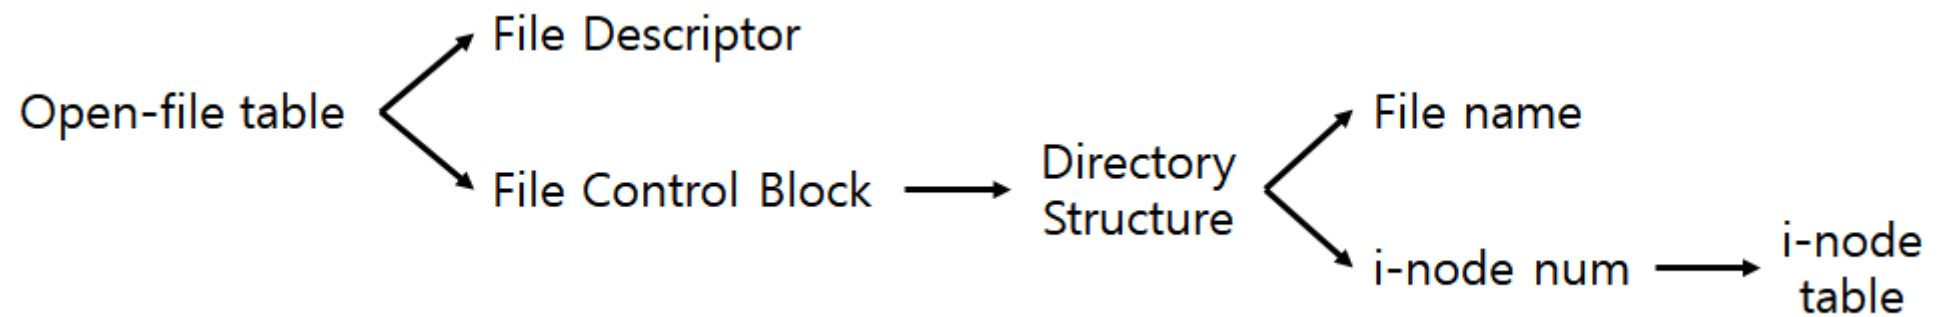 File Descriptor
Open-file table
File Control Block
Directory
Structure
File name
i-node num
i-node
table